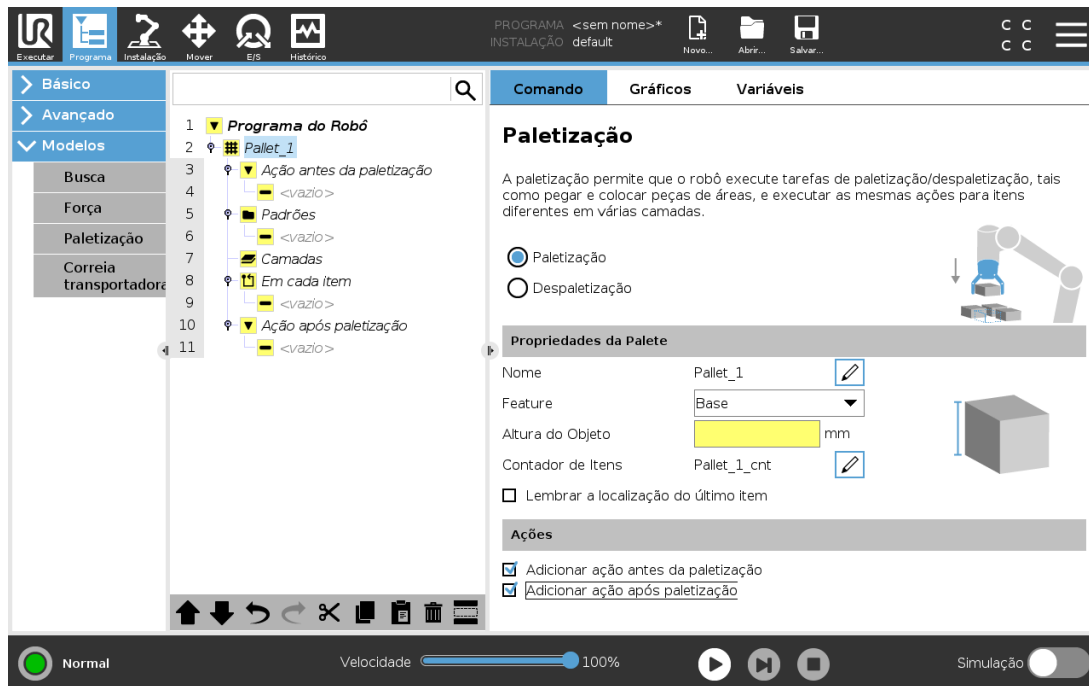 PROGRAMA <sem nome>*
INSTALAÇÃO default
UR
Executar
Programa
Instalação
Mover
E/S
Histórico
Novo...
Abrir...
Salvar...
C C
C C
Básico
Avançado
Modelos
Busca
Força
Paletização
Correia
transportadora
1 Programa do Robô
2 Pallet_1
3 Ação antes da paletização
4 <vazio>
5 Padrões
6 <vazio>
7 Camadas
8 Em cada item
9 <vazio>
10 Ação após paletização
11 <vazio>
Comando
Gráficos
Variáveis
Paletização
A paletização permite que o robô execute tarefas de paletização/despaletização, tais
como pegar e colocar peças de áreas, e executar as mesmas ações para itens
diferentes em várias camadas.
Paletização
Despaletização
Propriedades da Palete
Nome Pallet_1
Feature Base
Altura do Objeto mm
Contador de Itens Pallet_1_cnt
Lembrar a localização do último item
Ações
Adicionar ação antes da paletização
Adicionar ação após paletização
Normal
Velocidade 100%
Simulação